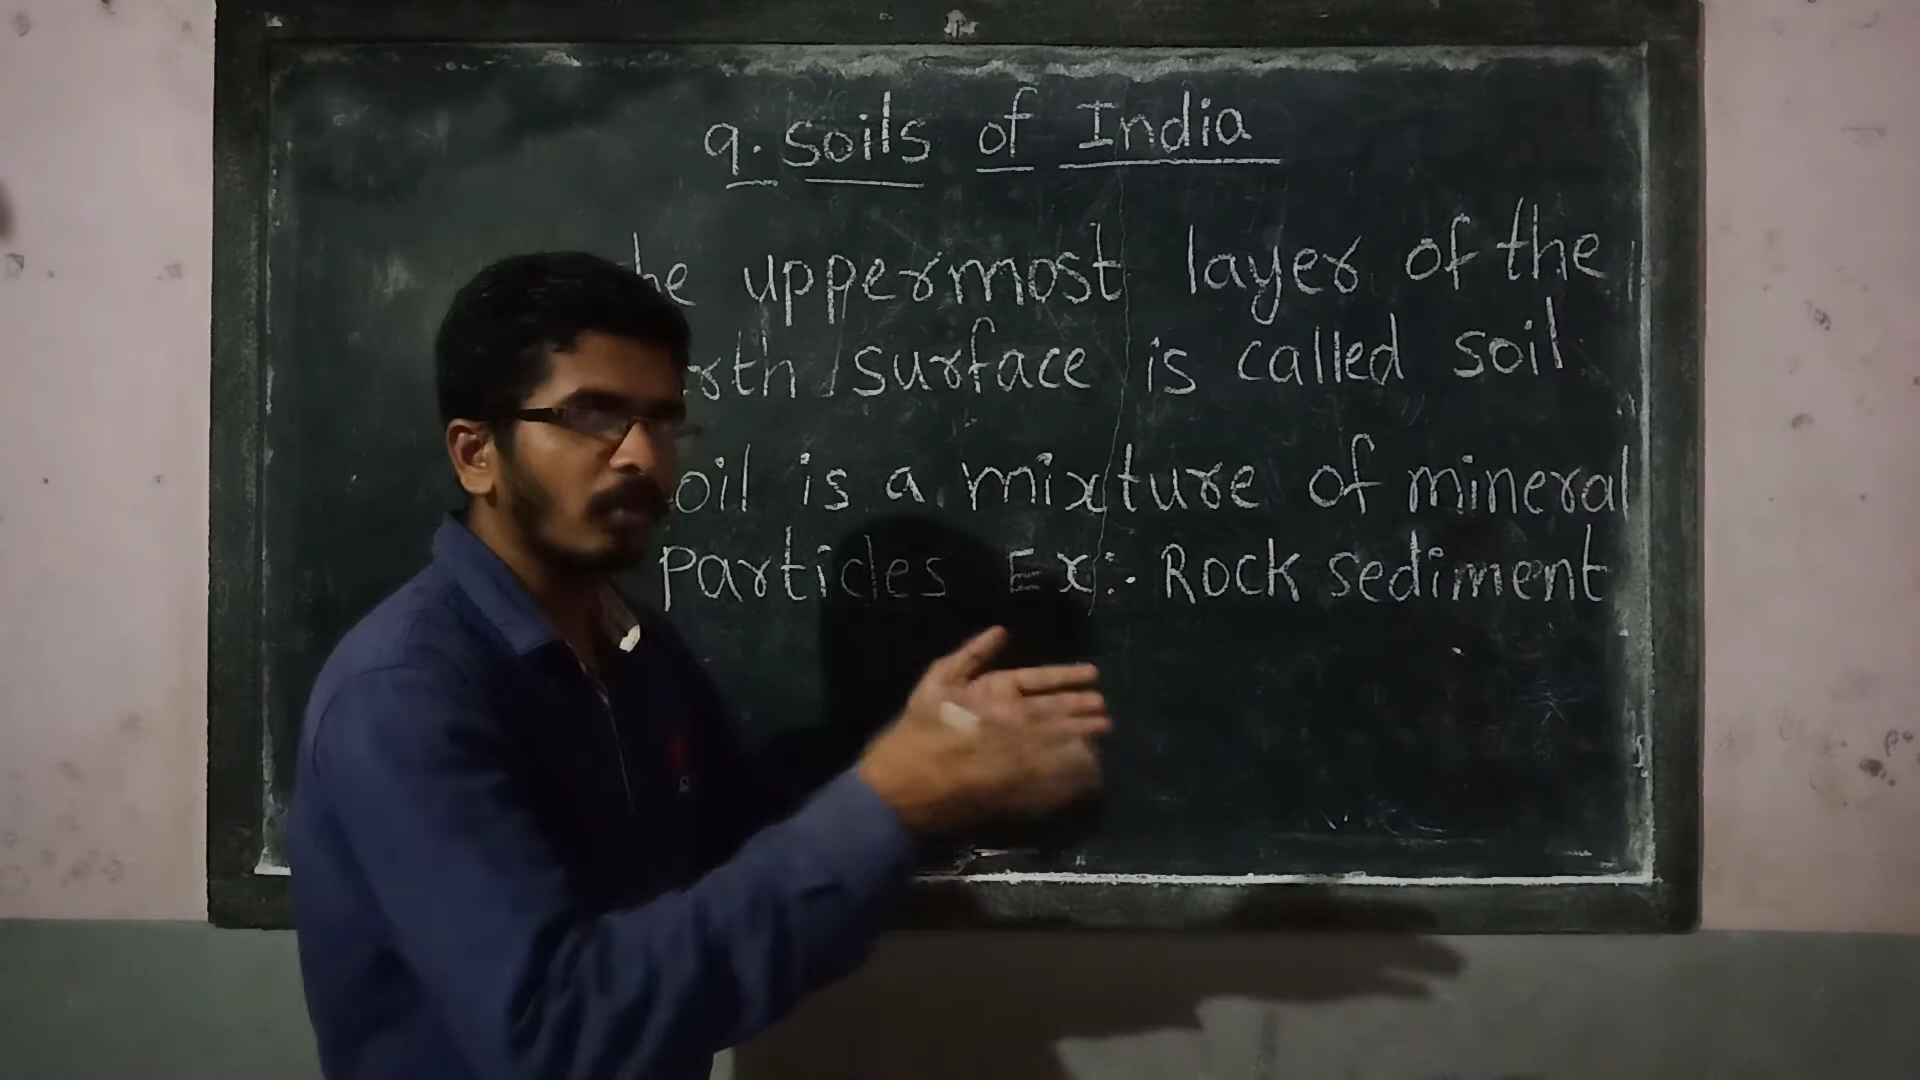 9. Soils of India
he uppermost layer of the
rth surface is called soil.
oil is a mixture of mineral
particles Ex:- Rock sediment